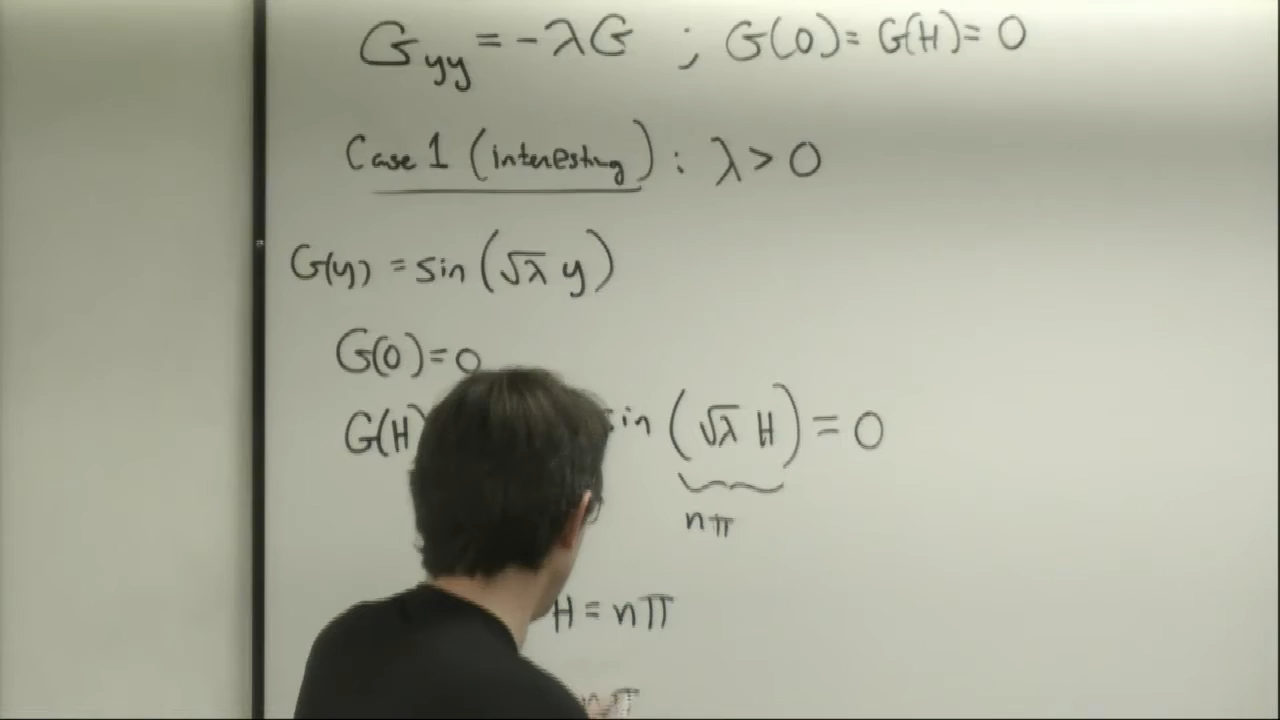 G_yy = -λG ; G(0) = G(H) = 0
Case 1 (interesting) : λ > 0
G(y) = sin (√λ y)
G(0) = 0
G(H) sin (√λ H) = 0
nπ
H = nπ